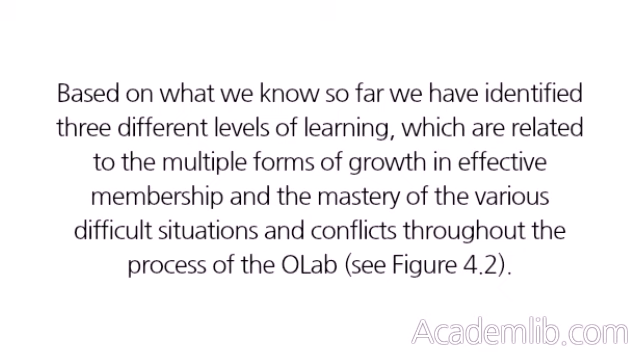 Based on what we know so far we have identified
three different levels of learning, which are related
to the multiple forms of growth in effective
membership and the mastery of the various
difficult situations and conflicts throughout the
process of the OLab (see Figure 4.2).
Academlib.com